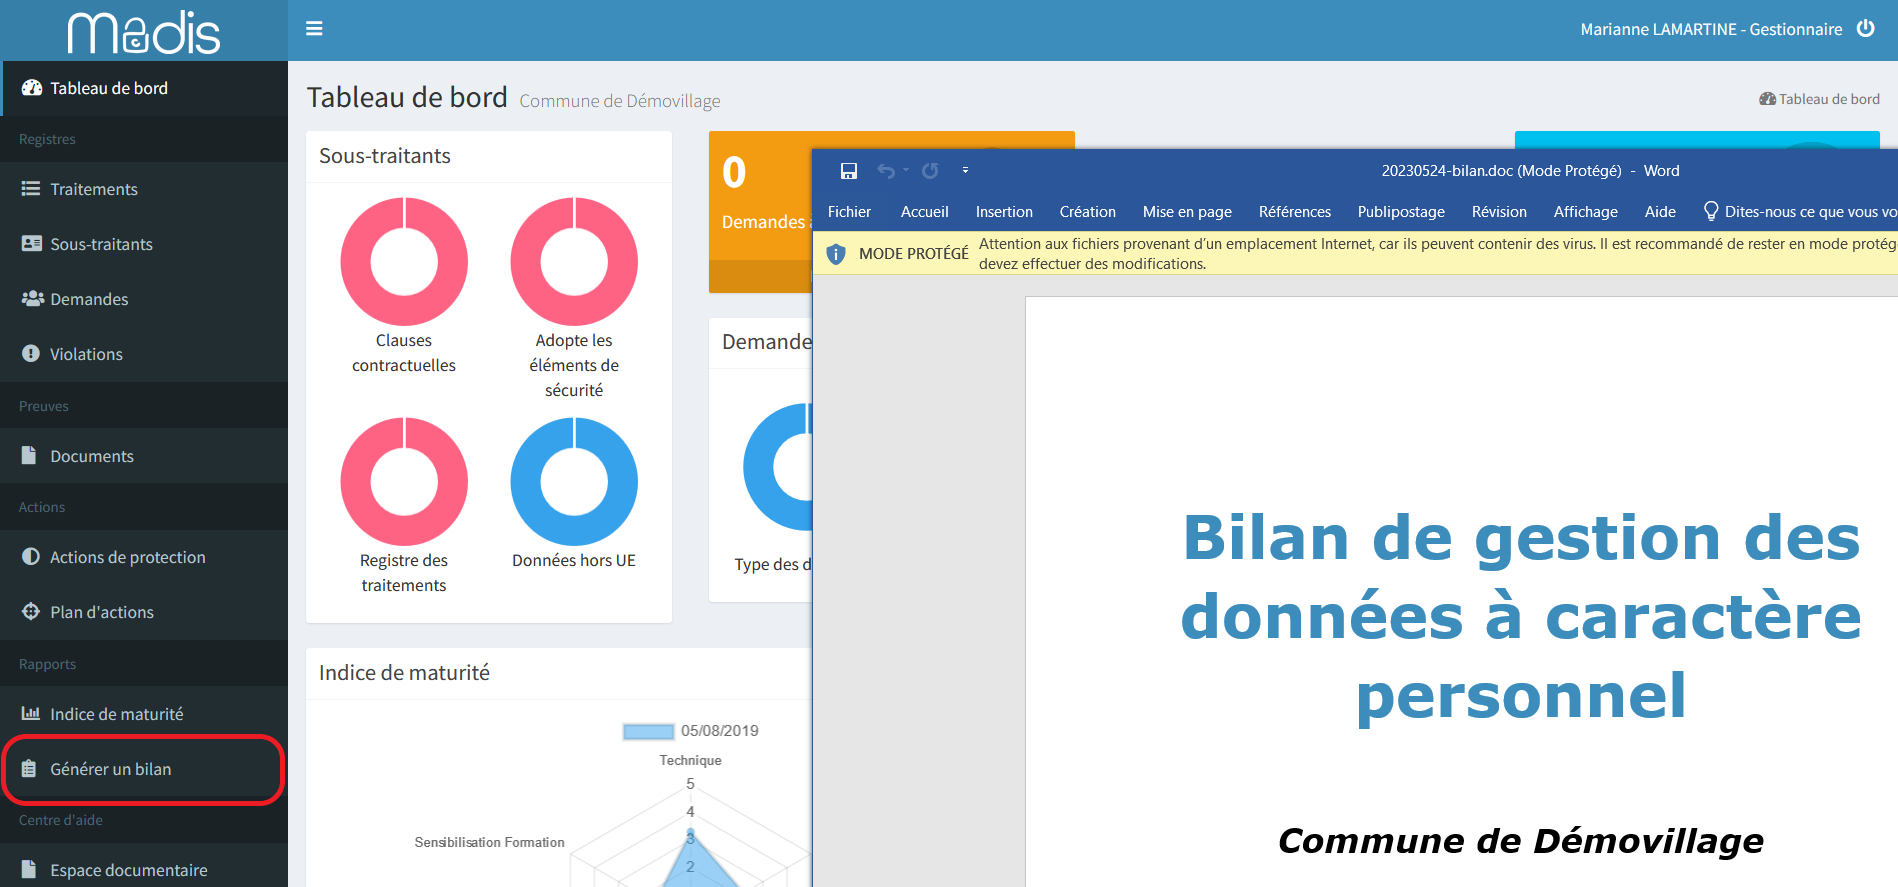 Madis
Marianne LAMARTINE - Gestionnaire
Tableau de bord
Registres
Traitements
Sous-traitants
Demandes
Violations
Preuves
Documents
Actions
Actions de protection
Plan d'actions
Rapports
Indice de maturité
Générer un bilan
Centre d'aide
Espace documentaire
Tableau de bord Commune de Démovillage
Tableau de bord
Sous-traitants
Clauses
contractuelles
Adopte les
éléments de
sécurité
Registre des
traitements
Données hors UE
0
Demandes
Demande
Type des d
Indice de maturité
05/08/2019
Technique
5
4
3
2
Sensibilisation Formation
20230524-bilan.doc (Mode Protégé) - Word
Fichier Accueil Insertion Création Mise en page Références Publipostage Révision Affichage Aide Dites-nous ce que vous vo
MODE PROTÉGÉ
Attention aux fichiers provenant d'un emplacement Internet, car ils peuvent contenir des virus. Il est recommandé de rester en mode protég
devez effectuer des modifications.
Bilan de gestion des
données à caractère
personnel
Commune de Démovillage